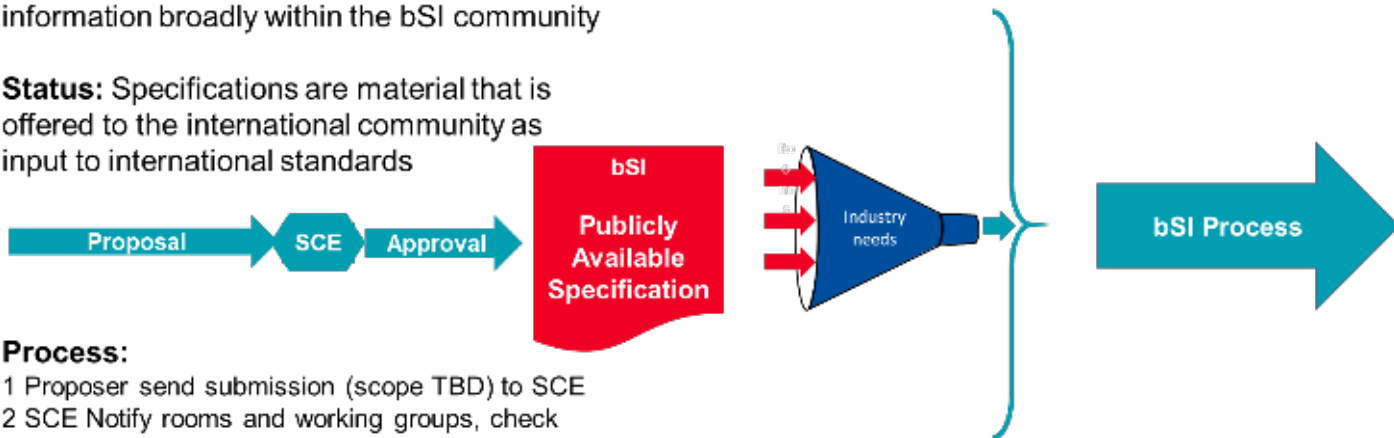 information broadly within the bSI community
Status: Specifications are material that is
offered to the international community as
input to international standards
bSI
Publicly
Available
Specification
Proposal
SCE
Approval
Industry
needs
bSI Process
Process:
1 Proposer send submission (scope TBD) to SCE
2 SCE Notify rooms and working groups, check